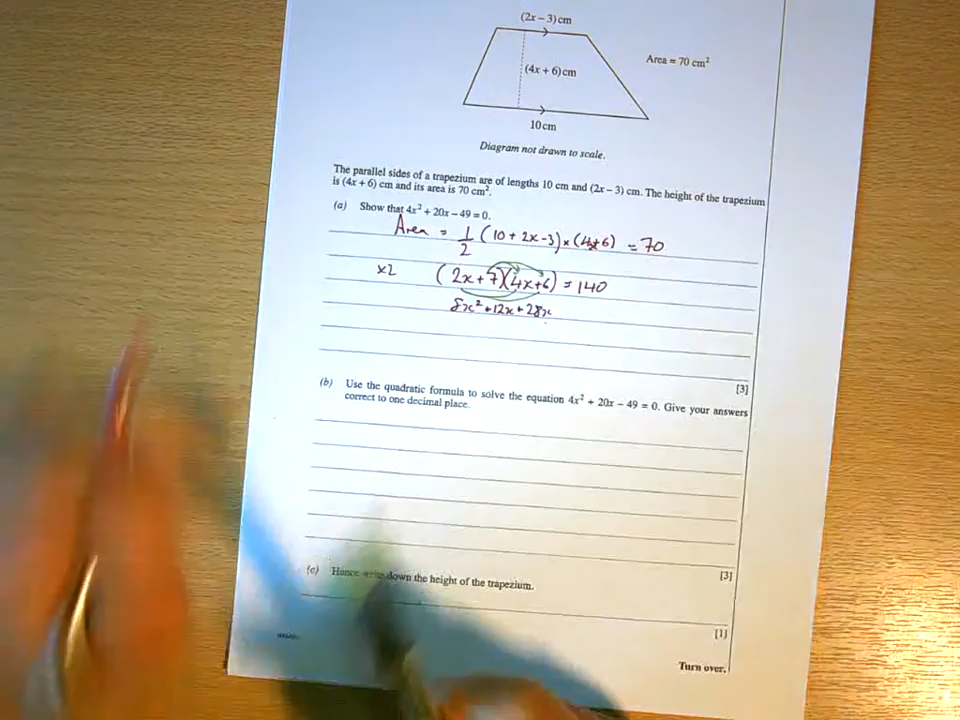 (2x – 3) cm
Area = 70 cm²
(4x + 6) cm
10 cm
Diagram not drawn to scale.
The parallel sides of a trapezium are of lengths 10 cm and (2x – 3) cm. The height of the trapezium
is (4x + 6) cm and its area is 70 cm².
(a) Show that 4x² + 20x – 49 = 0.
Area = 1/2 (10 + 2x - 3) × (4x+6) = 70
×2 (2x + 7)(4x+6) = 140
8x² + 12x + 28x
[3]
(b) Use the quadratic formula to solve the equation 4x² + 20x – 49 = 0. Give your answers
correct to one decimal place.
[3]
(c) Hence write down the height of the trapezium.
[1]
Turn over.